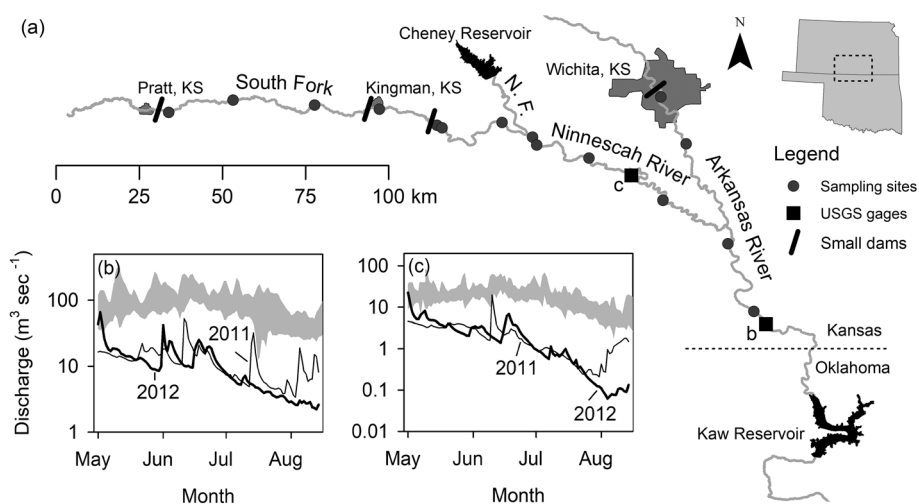 (a)
Cheney Reservoir
Wichita, KS
N
Pratt, KS
South Fork
Kingman, KS
N. F.
Ninnescah River
Arkansas River
0 25 50 75 100 km
c
Legend
Sampling sites
USGS gages
Small dams
b
Kansas
Oklahoma
Kaw Reservoir
(b)
Discharge (m³ sec⁻¹)
100
10
1
2011
2012
May Jun Jul Aug
Month
(c)
100
10
1
0.1
0.01
2011
2012
May Jun Jul Aug
Month